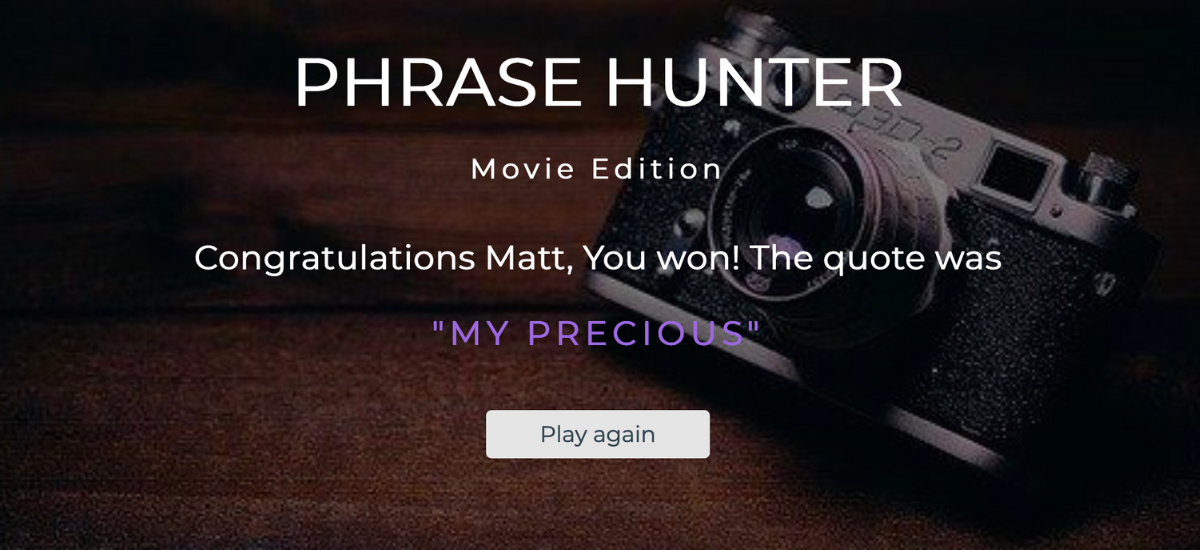 PHRASE HUNTER
Movie Edition
Congratulations Matt, You won! The quote was
"MY PRECIOUS"
Play again